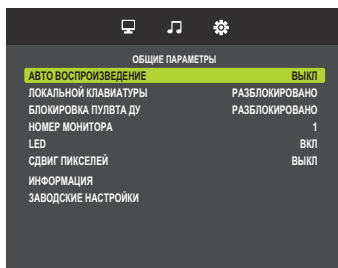 ОБЩИЕ ПАРАМЕТРЫ
АВТО ВОСПРОИЗВЕДЕНИЕ ВЫКЛ
ЛОКАЛЬНОЙ КЛАВИАТУРЫ РАЗБЛОКИРОВАНО
БЛОКИРОВКА ПУЛВТА ДУ РАЗБЛОКИРОВАНО
НОМЕР МОНИТОРА 1
LED ВКЛ
СДВИГ ПИКСЕЛЕЙ ВЫКЛ
ИНФОРМАЦИЯ
ЗАВОДСКИЕ НАСТРОЙКИ